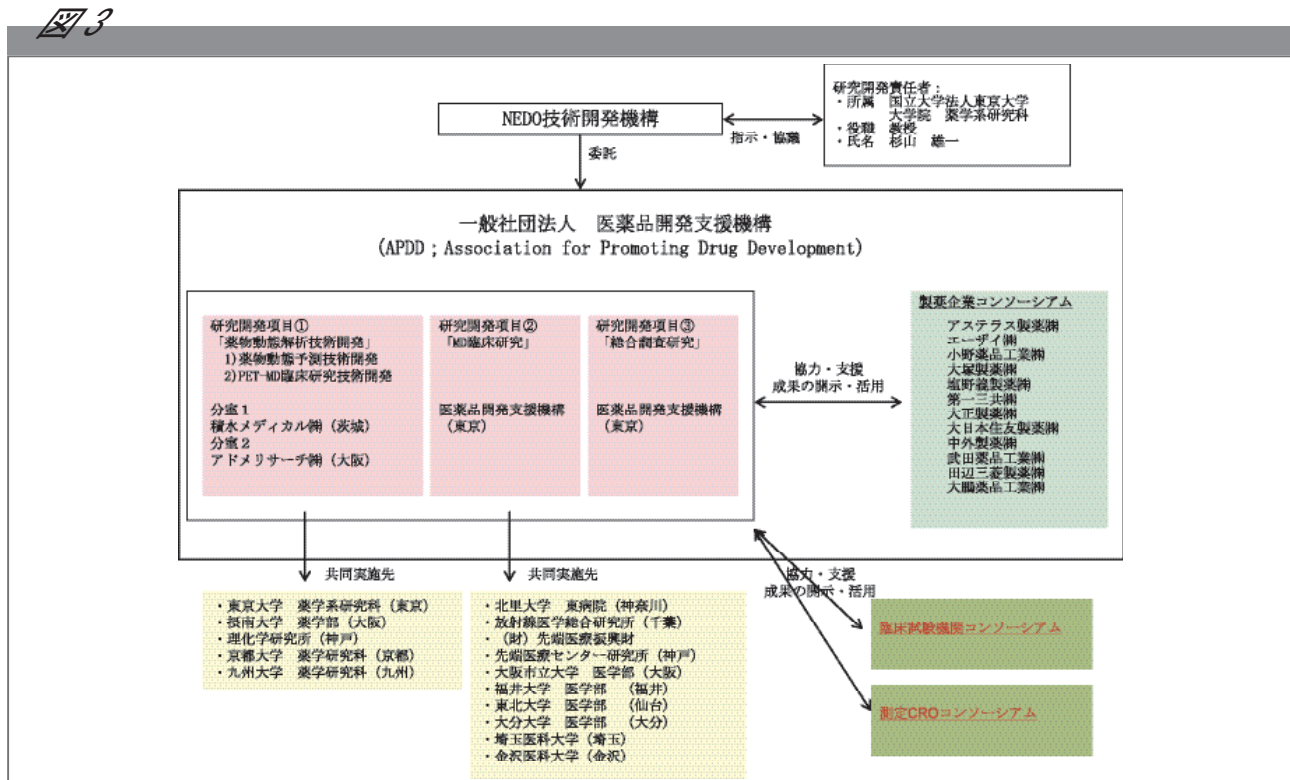 図3
NEDO技術開発機構
指示・協議
研究開発責任者:
・所属 国立大学法人東京大学
大学院 薬学系研究科
・役職 教授
・氏名 杉山 雄一
委託
一般社団法人 医薬品開発支援機構
(APDD ; Association for Promoting Drug Development)
研究開発項目①
「薬物動態解析技術開発」
1)薬物動態予測技術開発
2)PET-MD臨床研究技術開発
分室1
積水メディカル㈱(茨城)
分室2
アドメリサーチ㈱(大阪)
研究開発項目②
「MD臨床研究」
医薬品開発支援機構
(東京)
研究開発項目③
「総合調査研究」
医薬品開発支援機構
(東京)
協力・支援
成果の開示・活用
製薬企業コンソーシアム
アステラス製薬㈱
エーザイ㈱
小野薬品工業㈱
大塚製薬㈱
塩野義製薬㈱
第一三共㈱
大正製薬㈱
大日本住友製薬㈱
中外製薬㈱
武田薬品工業㈱
田辺三菱製薬㈱
大鵬薬品工業㈱
共同実施先
・東京大学 薬学系研究科(東京)
・摂南大学 薬学部(大阪)
・理化学研究所(神戸)
・京都大学 薬学研究科(京都)
・九州大学 薬学研究科(九州)
共同実施先
・北里大学 東病院(神奈川)
・放射線医学総合研究所(千葉)
・(財)先端医療振興財
・先端医療センター研究所(神戸)
・大阪市立大学 医学部(大阪)
・福井大学 医学部 (福井)
・東北大学 医学部 (仙台)
・大分大学 医学部 (大分)
・埼玉医科大学(埼玉)
・金沢医科大学(金沢)
協力・支援
成果の開示・活用
臨床試験機関コンソーシアム
測定CROコンソーシアム